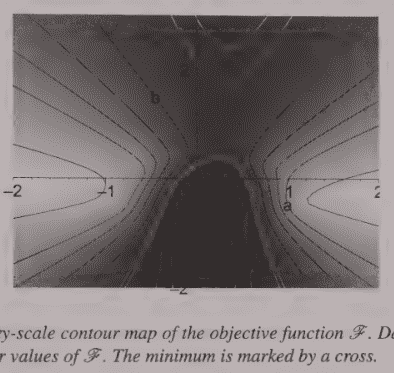 b
-2 -1 1 2
a
-2
ry-scale contour map of the objective function ℱ. Da
r values of ℱ. The minimum is marked by a cross.